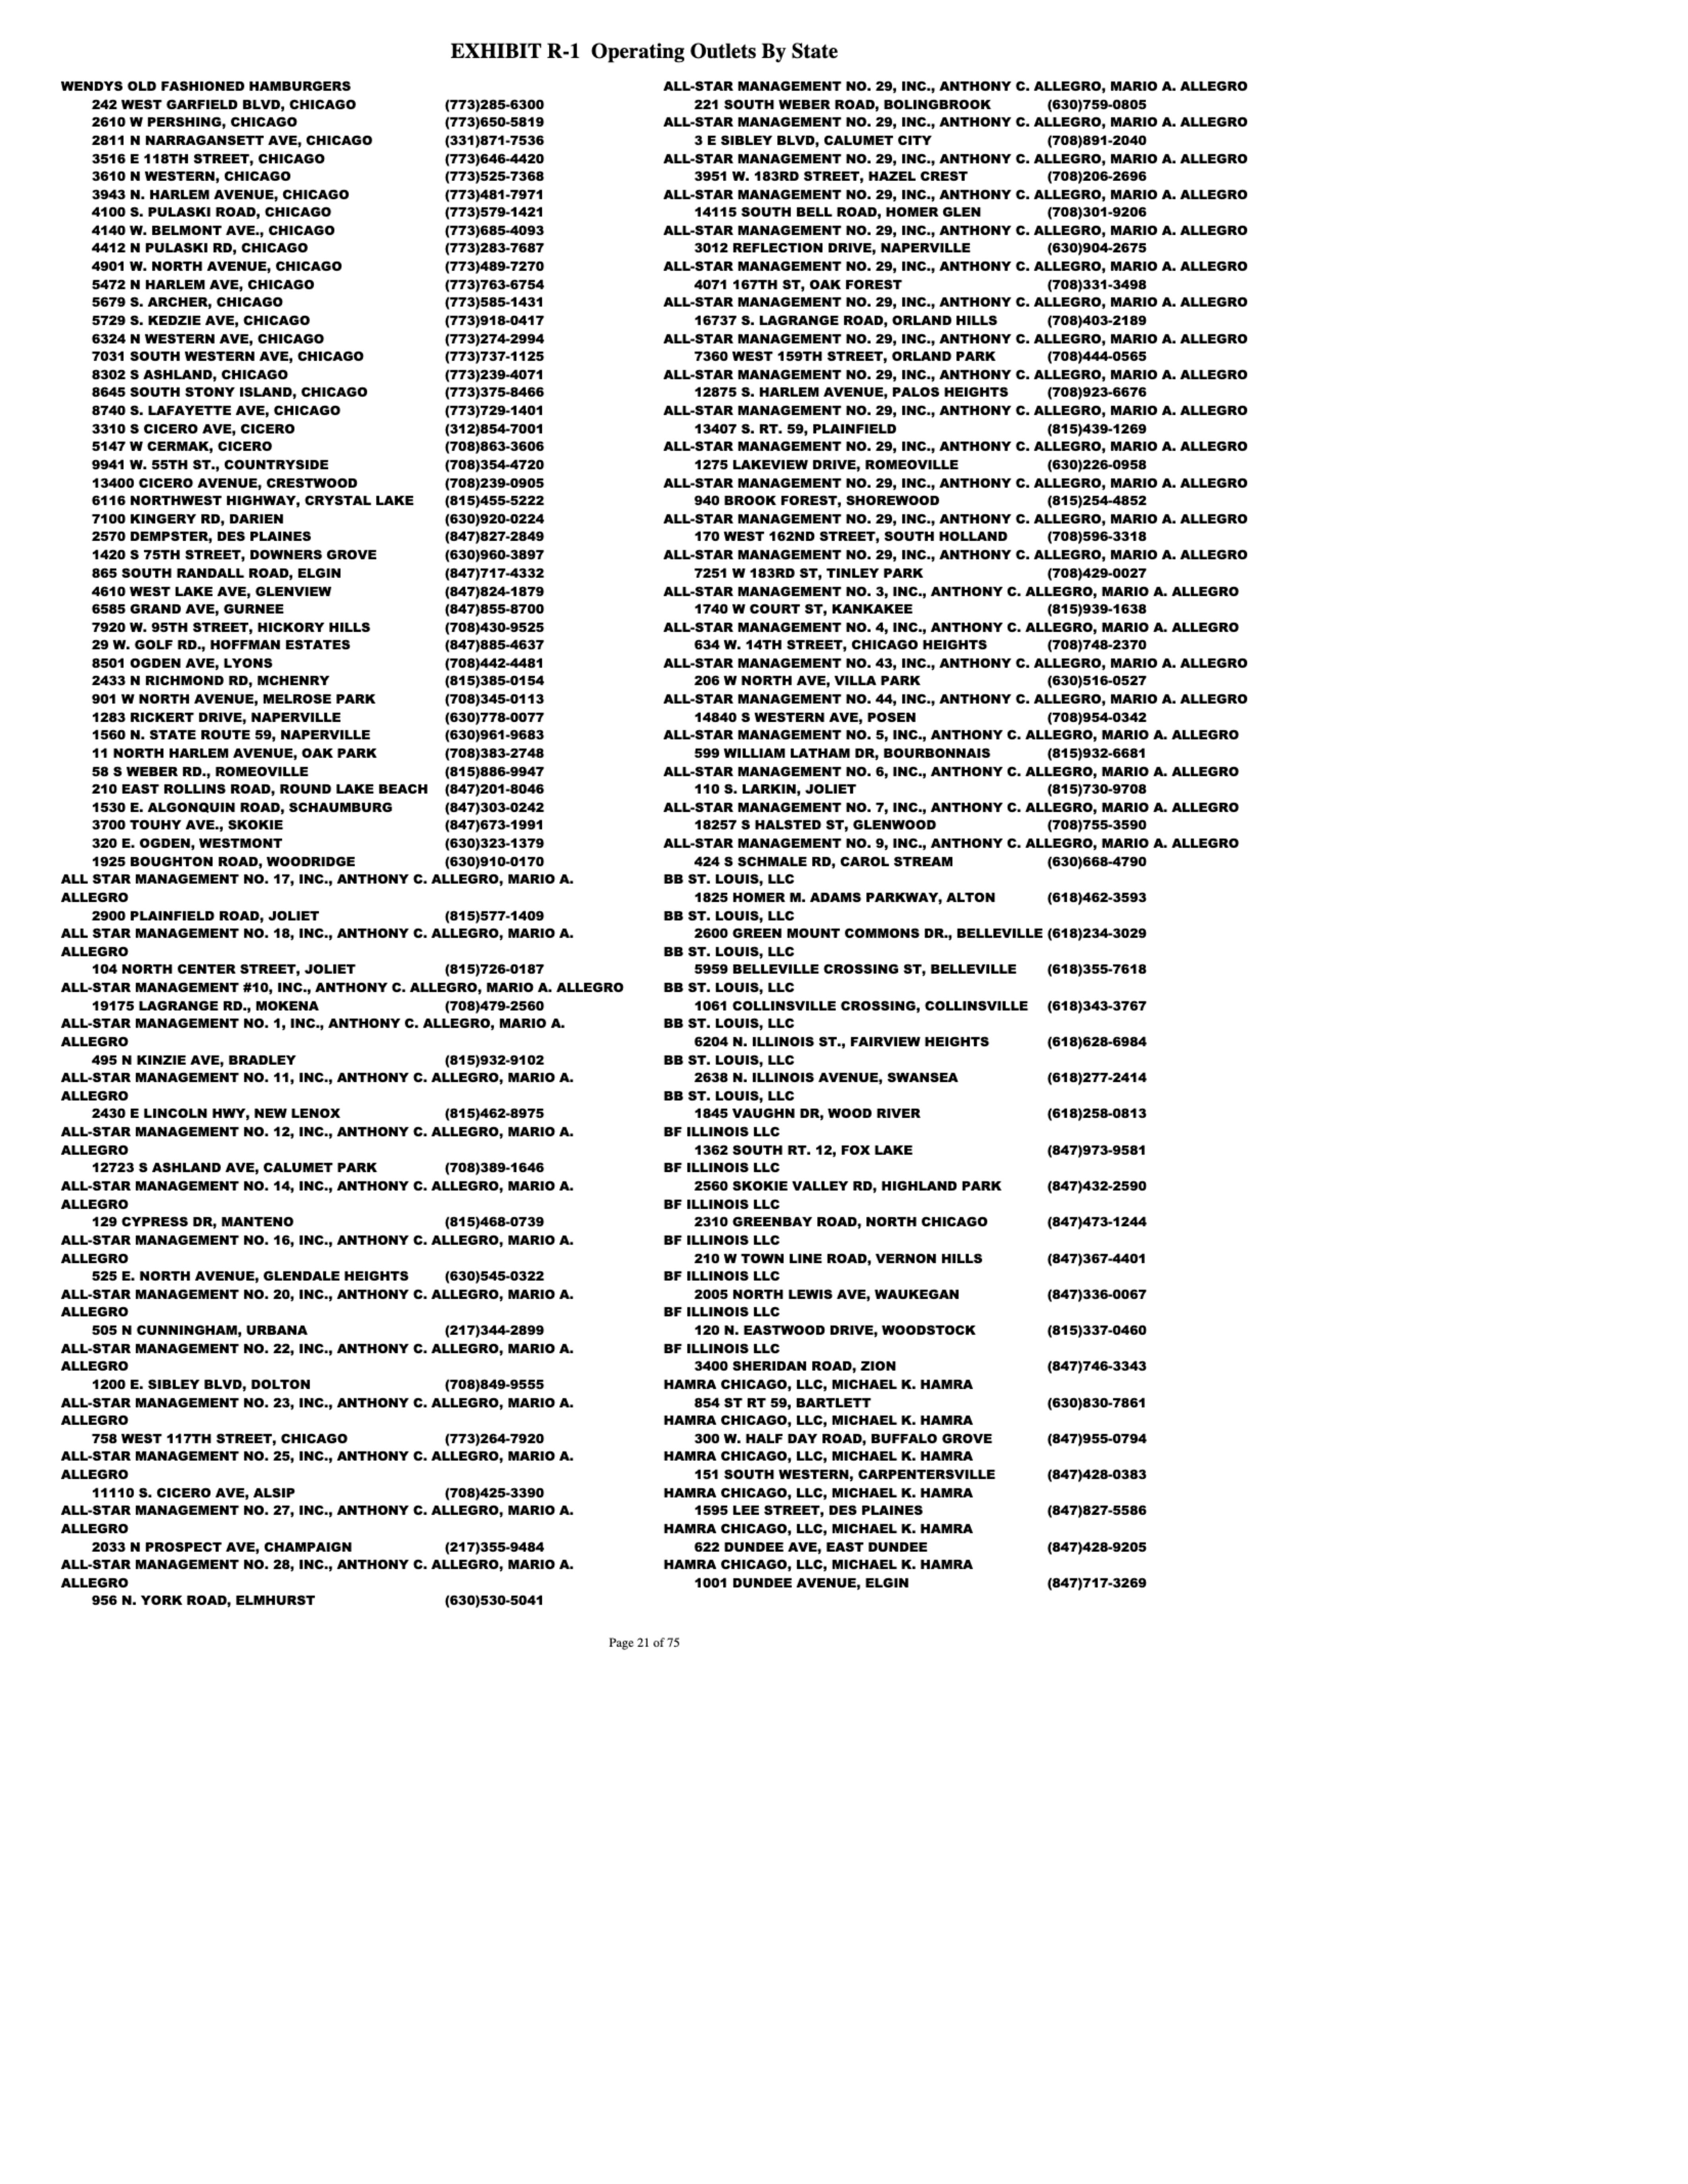 EXHIBIT R-1 Operating Outlets By State
WENDYS OLD FASHIONED HAMBURGERS
242 WEST GARFIELD BLVD, CHICAGO (773)285-6300
2610 W PERSHING, CHICAGO (773)650-5819
2811 N NARRAGANSETT AVE, CHICAGO (331)871-7536
3516 E 118TH STREET, CHICAGO (773)646-4420
3610 N WESTERN, CHICAGO (773)525-7368
3943 N. HARLEM AVENUE, CHICAGO (773)481-7971
4100 S. PULASKI ROAD, CHICAGO (773)579-1421
4140 W. BELMONT AVE., CHICAGO (773)685-4093
4412 N PULASKI RD, CHICAGO (773)283-7687
4901 W. NORTH AVENUE, CHICAGO (773)489-7270
5472 N HARLEM AVE, CHICAGO (773)763-6754
5679 S. ARCHER, CHICAGO (773)585-1431
5729 S. KEDZIE AVE, CHICAGO (773)918-0417
6324 N WESTERN AVE, CHICAGO (773)274-2994
7031 SOUTH WESTERN AVE, CHICAGO (773)737-1125
8302 S ASHLAND, CHICAGO (773)239-4071
8645 SOUTH STONY ISLAND, CHICAGO (773)375-8466
8740 S. LAFAYETTE AVE, CHICAGO (773)729-1401
3310 S CICERO AVE, CICERO (312)854-7001
5147 W CERMAK, CICERO (708)863-3606
9941 W. 55TH ST., COUNTRYSIDE (708)354-4720
13400 CICERO AVENUE, CRESTWOOD (708)239-0905
6116 NORTHWEST HIGHWAY, CRYSTAL LAKE (815)455-5222
7100 KINGERY RD, DARIEN (630)920-0224
2570 DEMPSTER, DES PLAINES (847)827-2849
1420 S 75TH STREET, DOWNERS GROVE (630)960-3897
865 SOUTH RANDALL ROAD, ELGIN (847)717-4332
4610 WEST LAKE AVE, GLENVIEW (847)824-1879
6585 GRAND AVE, GURNEE (847)855-8700
7920 W. 95TH STREET, HICKORY HILLS (708)430-9525
29 W. GOLF RD., HOFFMAN ESTATES (847)885-4637
8501 OGDEN AVE, LYONS (708)442-4481
2433 N RICHMOND RD, MCHENRY (815)385-0154
901 W NORTH AVENUE, MELROSE PARK (708)345-0113
1283 RICKERT DRIVE, NAPERVILLE (630)778-0077
1560 N. STATE ROUTE 59, NAPERVILLE (630)961-9683
11 NORTH HARLEM AVENUE, OAK PARK (708)383-2748
58 S WEBER RD., ROMEOVILLE (815)886-9947
210 EAST ROLLINS ROAD, ROUND LAKE BEACH (847)201-8046
1530 E. ALGONQUIN ROAD, SCHAUMBURG (847)303-0242
3700 TOUHY AVE., SKOKIE (847)673-1991
320 E. OGDEN, WESTMONT (630)323-1379
1925 BOUGHTON ROAD, WOODRIDGE (630)910-0170
ALL STAR MANAGEMENT NO. 17, INC., ANTHONY C. ALLEGRO, MARIO A.
ALLEGRO
2900 PLAINFIELD ROAD, JOLIET (815)577-1409
ALL STAR MANAGEMENT NO. 18, INC., ANTHONY C. ALLEGRO, MARIO A.
ALLEGRO
104 NORTH CENTER STREET, JOLIET (815)726-0187
ALL-STAR MANAGEMENT #10, INC., ANTHONY C. ALLEGRO, MARIO A. ALLEGRO
19175 LAGRANGE RD., MOKENA (708)479-2560
ALL-STAR MANAGEMENT NO. 1, INC., ANTHONY C. ALLEGRO, MARIO A.
ALLEGRO
495 N KINZIE AVE, BRADLEY (815)932-9102
ALL-STAR MANAGEMENT NO. 11, INC., ANTHONY C. ALLEGRO, MARIO A.
ALLEGRO
2430 E LINCOLN HWY, NEW LENOX (815)462-8975
ALL-STAR MANAGEMENT NO. 12, INC., ANTHONY C. ALLEGRO, MARIO A.
ALLEGRO
12723 S ASHLAND AVE, CALUMET PARK (708)389-1646
ALL-STAR MANAGEMENT NO. 14, INC., ANTHONY C. ALLEGRO, MARIO A.
ALLEGRO
129 CYPRESS DR, MANTENO (815)468-0739
ALL-STAR MANAGEMENT NO. 16, INC., ANTHONY C. ALLEGRO, MARIO A.
ALLEGRO
525 E. NORTH AVENUE, GLENDALE HEIGHTS (630)545-0322
ALL-STAR MANAGEMENT NO. 20, INC., ANTHONY C. ALLEGRO, MARIO A.
ALLEGRO
505 N CUNNINGHAM, URBANA (217)344-2899
ALL-STAR MANAGEMENT NO. 22, INC., ANTHONY C. ALLEGRO, MARIO A.
ALLEGRO
1200 E. SIBLEY BLVD, DOLTON (708)849-9555
ALL-STAR MANAGEMENT NO. 23, INC., ANTHONY C. ALLEGRO, MARIO A.
ALLEGRO
758 WEST 117TH STREET, CHICAGO (773)264-7920
ALL-STAR MANAGEMENT NO. 25, INC., ANTHONY C. ALLEGRO, MARIO A.
ALLEGRO
11110 S. CICERO AVE, ALSIP (708)425-3390
ALL-STAR MANAGEMENT NO. 27, INC., ANTHONY C. ALLEGRO, MARIO A.
ALLEGRO
2033 N PROSPECT AVE, CHAMPAIGN (217)355-9484
ALL-STAR MANAGEMENT NO. 28, INC., ANTHONY C. ALLEGRO, MARIO A.
ALLEGRO
956 N. YORK ROAD, ELMHURST (630)530-5041
ALL-STAR MANAGEMENT NO. 29, INC., ANTHONY C. ALLEGRO, MARIO A. ALLEGRO
221 SOUTH WEBER ROAD, BOLINGBROOK (630)759-0805
ALL-STAR MANAGEMENT NO. 29, INC., ANTHONY C. ALLEGRO, MARIO A. ALLEGRO
3 E SIBLEY BLVD, CALUMET CITY (708)891-2040
ALL-STAR MANAGEMENT NO. 29, INC., ANTHONY C. ALLEGRO, MARIO A. ALLEGRO
3951 W. 183RD STREET, HAZEL CREST (708)206-2696
ALL-STAR MANAGEMENT NO. 29, INC., ANTHONY C. ALLEGRO, MARIO A. ALLEGRO
14115 SOUTH BELL ROAD, HOMER GLEN (708)301-9206
ALL-STAR MANAGEMENT NO. 29, INC., ANTHONY C. ALLEGRO, MARIO A. ALLEGRO
3012 REFLECTION DRIVE, NAPERVILLE (630)904-2675
ALL-STAR MANAGEMENT NO. 29, INC., ANTHONY C. ALLEGRO, MARIO A. ALLEGRO
4071 167TH ST, OAK FOREST (708)331-3498
ALL-STAR MANAGEMENT NO. 29, INC., ANTHONY C. ALLEGRO, MARIO A. ALLEGRO
16737 S. LAGRANGE ROAD, ORLAND HILLS (708)403-2189
ALL-STAR MANAGEMENT NO. 29, INC., ANTHONY C. ALLEGRO, MARIO A. ALLEGRO
7360 WEST 159TH STREET, ORLAND PARK (708)444-0565
ALL-STAR MANAGEMENT NO. 29, INC., ANTHONY C. ALLEGRO, MARIO A. ALLEGRO
12875 S. HARLEM AVENUE, PALOS HEIGHTS (708)923-6676
ALL-STAR MANAGEMENT NO. 29, INC., ANTHONY C. ALLEGRO, MARIO A. ALLEGRO
13407 S. RT. 59, PLAINFIELD (815)439-1269
ALL-STAR MANAGEMENT NO. 29, INC., ANTHONY C. ALLEGRO, MARIO A. ALLEGRO
1275 LAKEVIEW DRIVE, ROMEOVILLE (630)226-0958
ALL-STAR MANAGEMENT NO. 29, INC., ANTHONY C. ALLEGRO, MARIO A. ALLEGRO
940 BROOK FOREST, SHOREWOOD (815)254-4852
ALL-STAR MANAGEMENT NO. 29, INC., ANTHONY C. ALLEGRO, MARIO A. ALLEGRO
170 WEST 162ND STREET, SOUTH HOLLAND (708)596-3318
ALL-STAR MANAGEMENT NO. 29, INC., ANTHONY C. ALLEGRO, MARIO A. ALLEGRO
7251 W 183RD ST, TINLEY PARK (708)429-0027
ALL-STAR MANAGEMENT NO. 3, INC., ANTHONY C. ALLEGRO, MARIO A. ALLEGRO
1740 W COURT ST, KANKAKEE (815)939-1638
ALL-STAR MANAGEMENT NO. 4, INC., ANTHONY C. ALLEGRO, MARIO A. ALLEGRO
634 W. 14TH STREET, CHICAGO HEIGHTS (708)748-2370
ALL-STAR MANAGEMENT NO. 43, INC., ANTHONY C. ALLEGRO, MARIO A. ALLEGRO
206 W NORTH AVE, VILLA PARK (630)516-0527
ALL-STAR MANAGEMENT NO. 44, INC., ANTHONY C. ALLEGRO, MARIO A. ALLEGRO
14840 S WESTERN AVE, POSEN (708)954-0342
ALL-STAR MANAGEMENT NO. 5, INC., ANTHONY C. ALLEGRO, MARIO A. ALLEGRO
599 WILLIAM LATHAM DR, BOURBONNAIS (815)932-6681
ALL-STAR MANAGEMENT NO. 6, INC., ANTHONY C. ALLEGRO, MARIO A. ALLEGRO
110 S. LARKIN, JOLIET (815)730-9708
ALL-STAR MANAGEMENT NO. 7, INC., ANTHONY C. ALLEGRO, MARIO A. ALLEGRO
18257 S HALSTED ST, GLENWOOD (708)755-3590
ALL-STAR MANAGEMENT NO. 9, INC., ANTHONY C. ALLEGRO, MARIO A. ALLEGRO
424 S SCHMALE RD, CAROL STREAM (630)668-4790
BB ST. LOUIS, LLC
1825 HOMER M. ADAMS PARKWAY, ALTON (618)462-3593
BB ST. LOUIS, LLC
2600 GREEN MOUNT COMMONS DR., BELLEVILLE (618)234-3029
BB ST. LOUIS, LLC
5959 BELLEVILLE CROSSING ST, BELLEVILLE (618)355-7618
BB ST. LOUIS, LLC
1061 COLLINSVILLE CROSSING, COLLINSVILLE (618)343-3767
BB ST. LOUIS, LLC
6204 N. ILLINOIS ST., FAIRVIEW HEIGHTS (618)628-6984
BB ST. LOUIS, LLC
2638 N. ILLINOIS AVENUE, SWANSEA (618)277-2414
BB ST. LOUIS, LLC
1845 VAUGHN DR, WOOD RIVER (618)258-0813
BF ILLINOIS LLC
1362 SOUTH RT. 12, FOX LAKE (847)973-9581
BF ILLINOIS LLC
2560 SKOKIE VALLEY RD, HIGHLAND PARK (847)432-2590
BF ILLINOIS LLC
2310 GREENBAY ROAD, NORTH CHICAGO (847)473-1244
BF ILLINOIS LLC
210 W TOWN LINE ROAD, VERNON HILLS (847)367-4401
BF ILLINOIS LLC
2005 NORTH LEWIS AVE, WAUKEGAN (847)336-0067
BF ILLINOIS LLC
120 N. EASTWOOD DRIVE, WOODSTOCK (815)337-0460
BF ILLINOIS LLC
3400 SHERIDAN ROAD, ZION (847)746-3343
HAMRA CHICAGO, LLC, MICHAEL K. HAMRA
854 ST RT 59, BARTLETT (630)830-7861
HAMRA CHICAGO, LLC, MICHAEL K. HAMRA
300 W. HALF DAY ROAD, BUFFALO GROVE (847)955-0794
HAMRA CHICAGO, LLC, MICHAEL K. HAMRA
151 SOUTH WESTERN, CARPENTERSVILLE (847)428-0383
HAMRA CHICAGO, LLC, MICHAEL K. HAMRA
1595 LEE STREET, DES PLAINES (847)827-5586
HAMRA CHICAGO, LLC, MICHAEL K. HAMRA
622 DUNDEE AVE, EAST DUNDEE (847)428-9205
HAMRA CHICAGO, LLC, MICHAEL K. HAMRA
1001 DUNDEE AVENUE, ELGIN (847)717-3269
Page 21 of 75